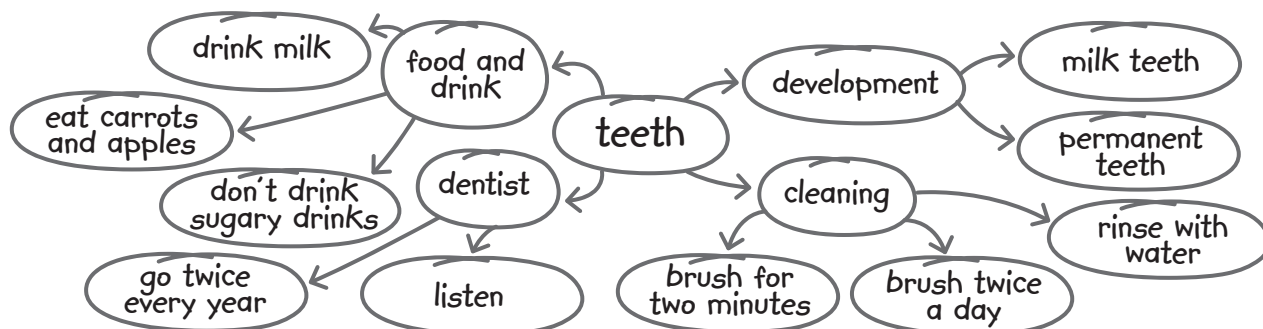 drink milk
food and
drink
eat carrots
and apples
don't drink
sugary drinks
dentist
go twice
every year
listen
teeth
development
milk teeth
permanent
teeth
cleaning
rinse with
water
brush for
two minutes
brush twice
a day